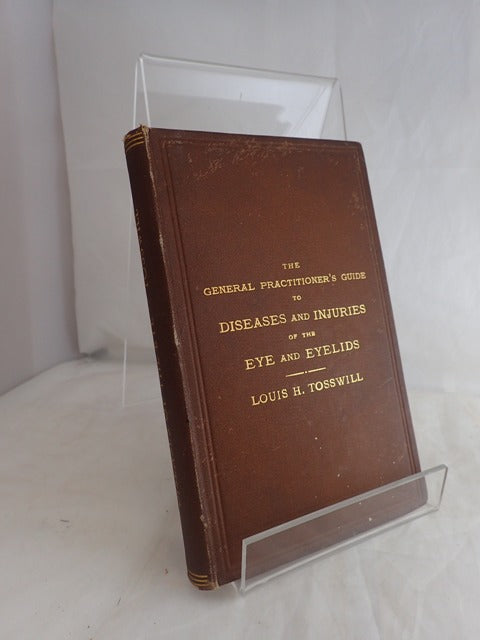 THE
GENERAL PRACTITIONER'S GUIDE
TO
DISEASES AND INJURIES
OF THE
EYE AND EYELIDS
LOUIS H. TOSSWILL